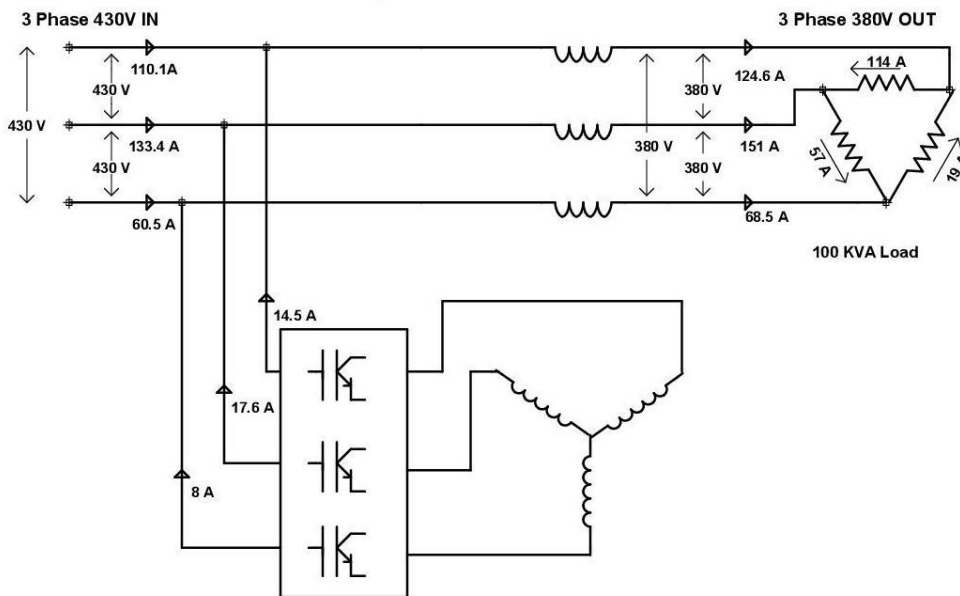 3 Phase 430V IN
3 Phase 380V OUT
110.1A
124.6 A
114 A
430 V
380 V
430 V
133.4 A
380 V
151 A
57 A
430 V
380 V
60.5 A
68.5 A
100 KVA Load
14.5 A
17.6 A
8 A